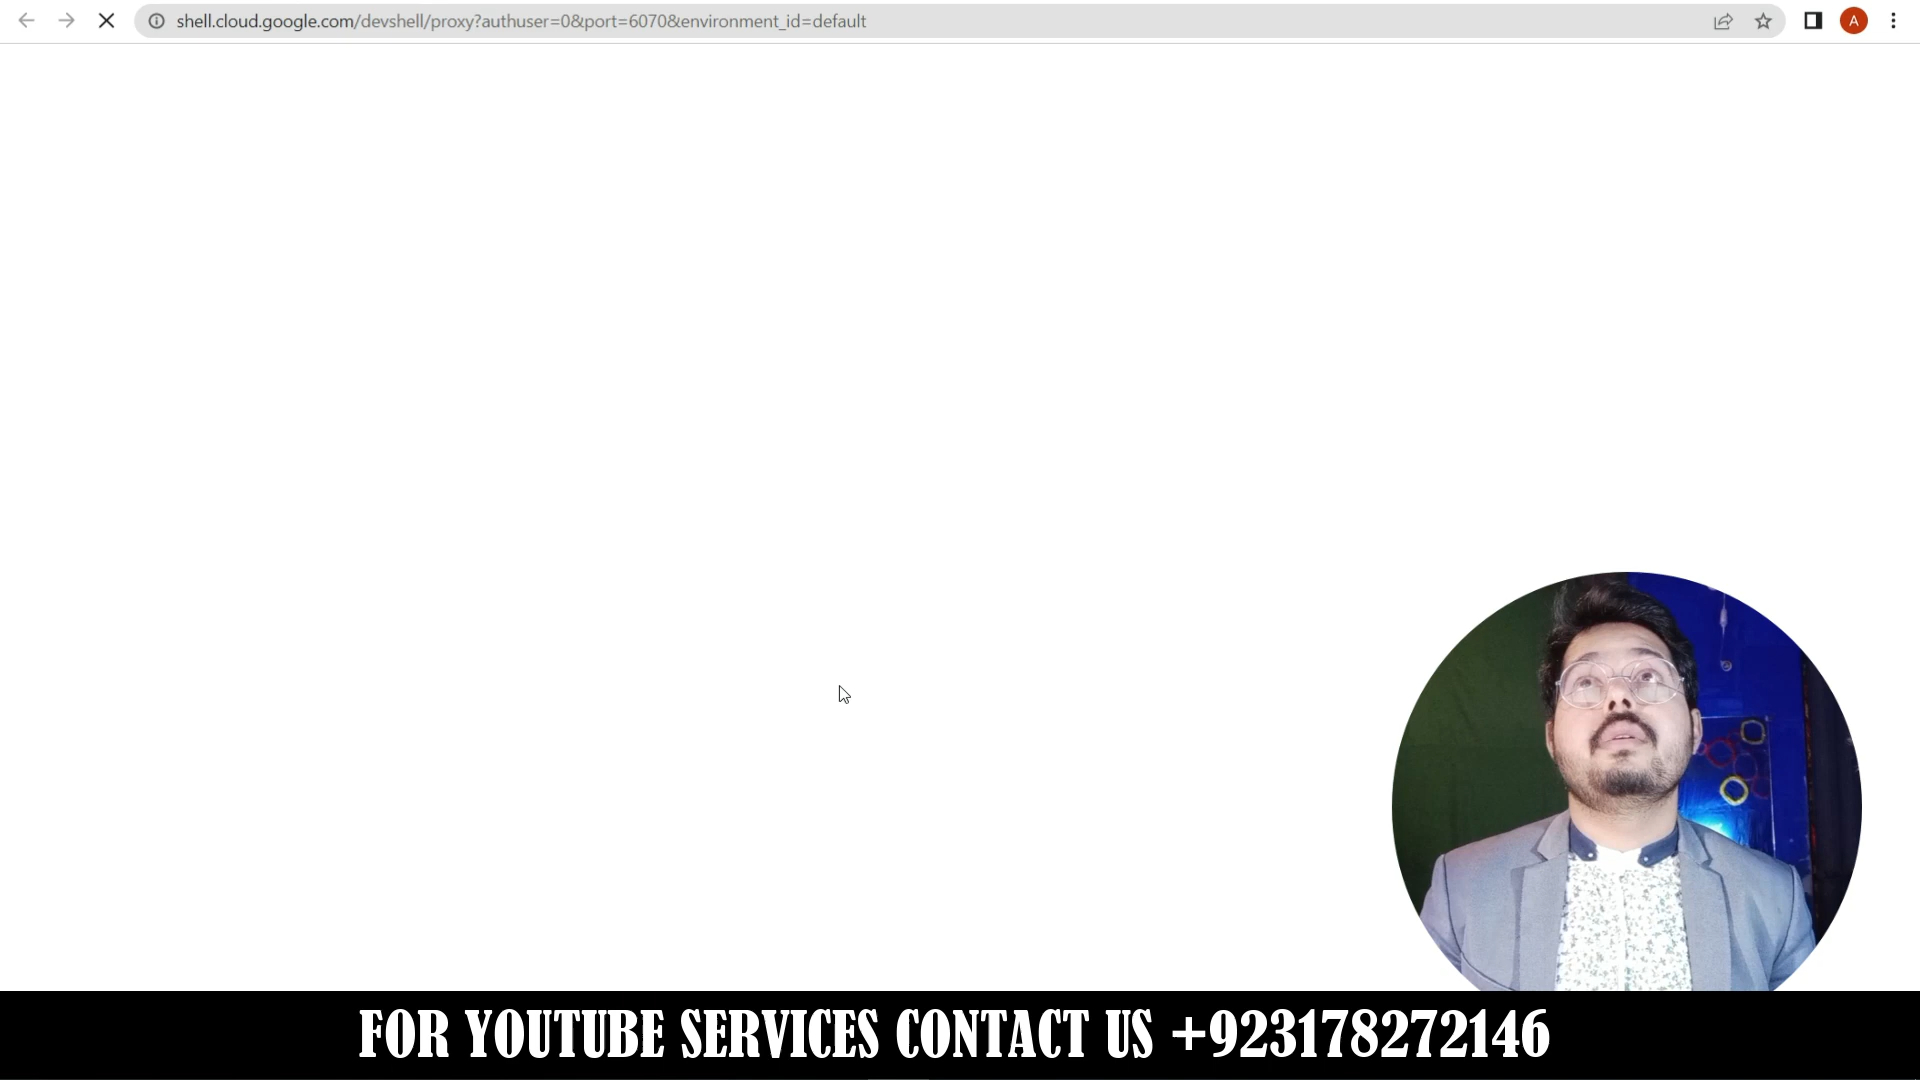 shell.cloud.google.com/devshell/proxy?authuser=0&port=6070&environment_id=default
A
FOR YOUTUBE SERVICES CONTACT US +923178272146